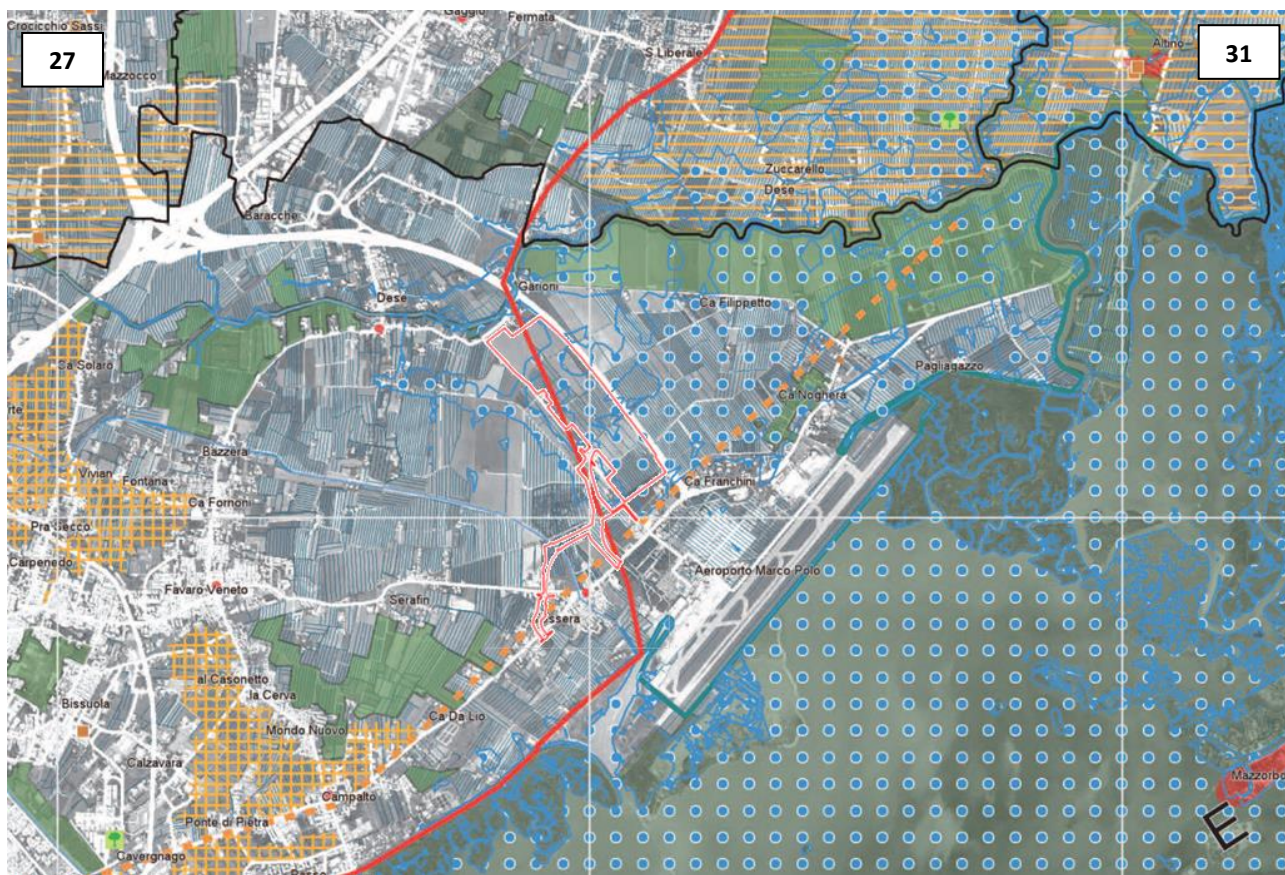 Crocicchio Sassi
Gaggio
Fermata
27
Mazzocco
S.Liberale
Altino
31
Zuccarello
Dese
Baracche
Garioni
Dese
Ca Filippetto
Ca Solaro
Pagliagazzo
Ca Noghera
Bazzera
Vivian
Fontana
Ca Fornoni
Ca Franchini
Pra Secco
Carpenedo
Aeroporto Marco Polo
Favaro Veneto
Serafin
Tessera
al Casonetto
la Cerva
Bissuola
Ca Da Lio
Mondo Nuovo
Calzavara
Mazzorbo
Campalto
Ponte di Pietra
E
Cavergnago